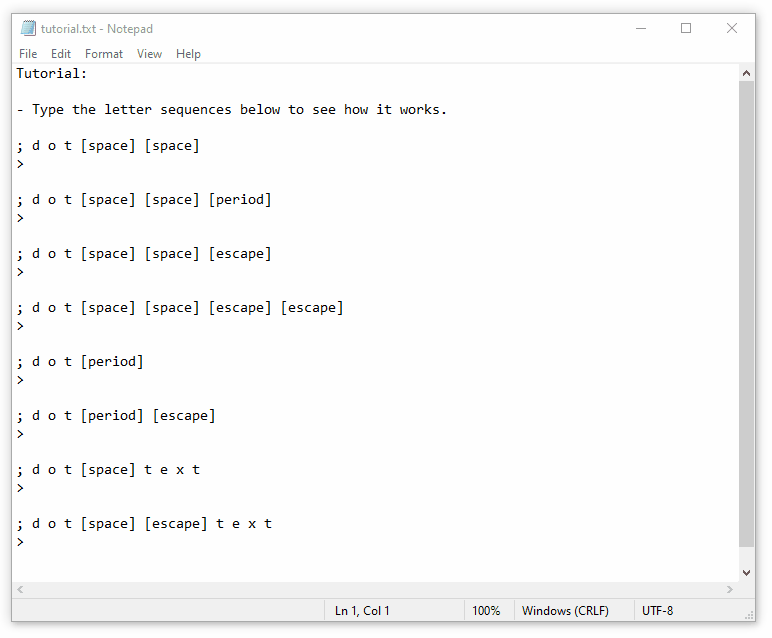 tutorial.txt - Notepad
File Edit Format View Help
Tutorial:
- Type the letter sequences below to see how it works.
; d o t [space] [space]
>
; d o t [space] [space] [period]
>
; d o t [space] [space] [escape]
>
; d o t [space] [space] [escape] [escape]
>
; d o t [period]
>
; d o t [period] [escape]
>
; d o t [space] t e x t
>
; d o t [space] [escape] t e x t
>
Ln 1, Col 1 100% Windows (CRLF) UTF-8